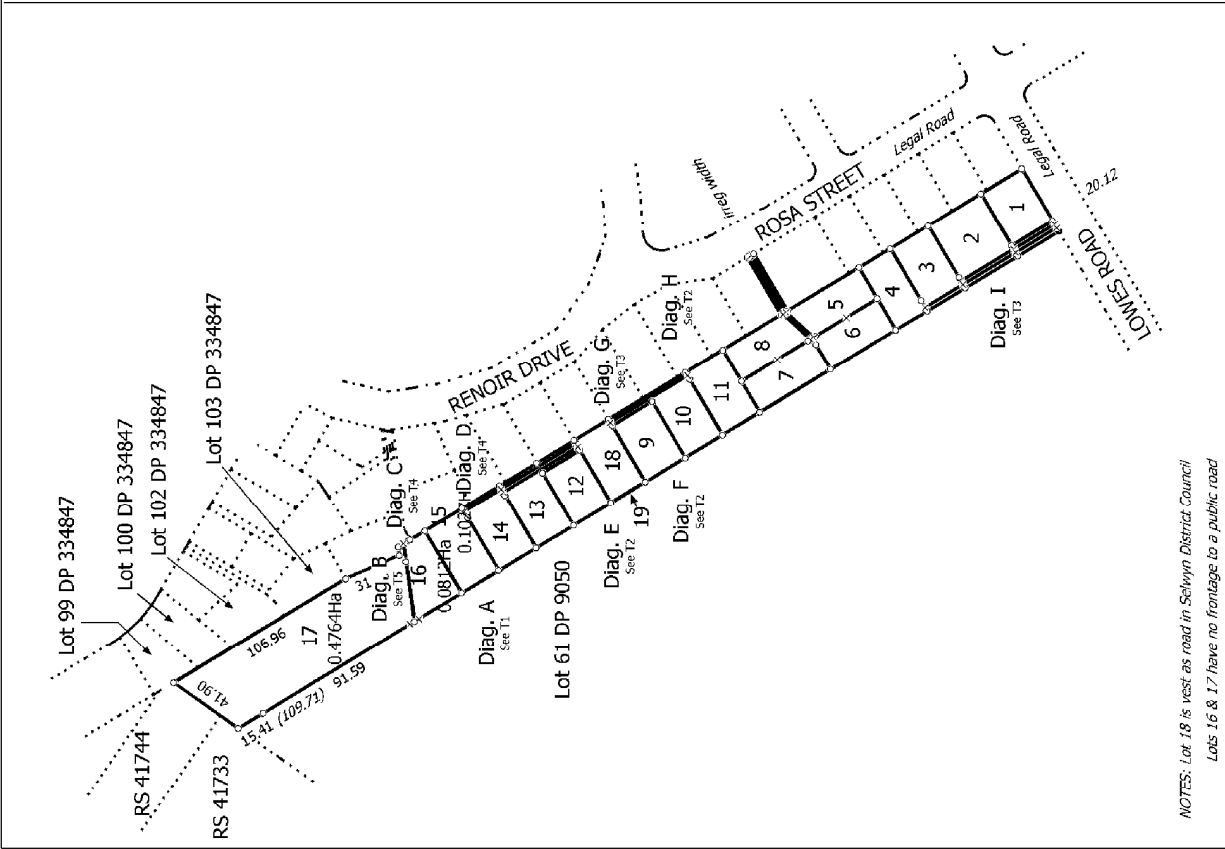 Lot 99 DP 334847
Lot 100 DP 334847
Lot 102 DP 334847
Lot 103 DP 334847
RS 41744
RS 41733
41.90
106.96
15.41 (109.71) 91.59
17
0.4764Ha
31
Diag. B
See T5
Diag. C
See T4
16
0.0812Ha
15
Diag. D
See T4
Diag. A
See T1
14
13
12
18
Lot 61 DP 9050
Diag. E
See T2
19
Diag. F
See T2
RENOIR DRIVE
Diag. G
See T3
9
10
11
Diag. H
See T2
8
7
6
5
4
3
2
1
Irreg width
ROSA STREET
Legal Road
Legal Road
20.12
LOWES ROAD
Diag. I
See T3
NOTES: Lot 18 is vest as road in Selwyn District Council
Lots 16 & 17 have no frontage to a public road